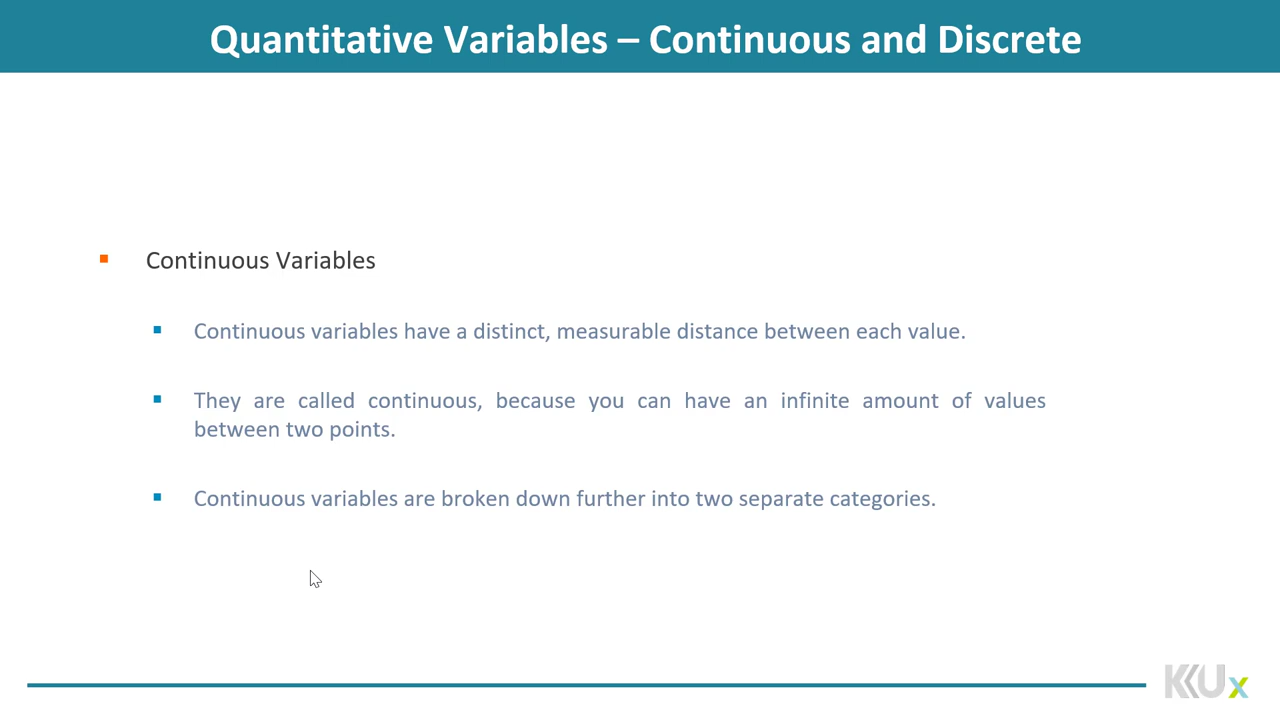 Quantitative Variables – Continuous and Discrete
Continuous Variables
Continuous variables have a distinct, measurable distance between each value.
They are called continuous, because you can have an infinite amount of values
between two points.
Continuous variables are broken down further into two separate categories.
KKUx